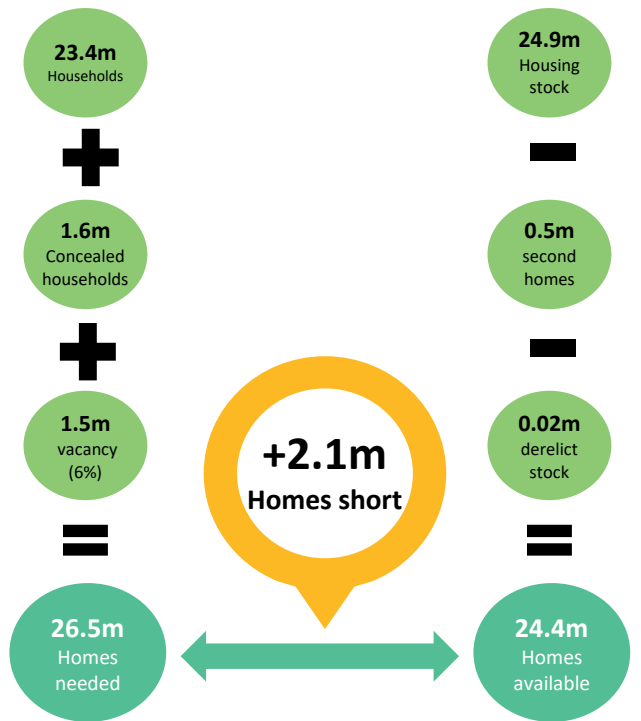 23.4m
Households
1.6m
Concealed
households
1.5m
vacancy
(6%)
26.5m
Homes
needed
+2.1m
Homes short
24.9m
Housing
stock
0.5m
second
homes
0.02m
derelict
stock
24.4m
Homes
available